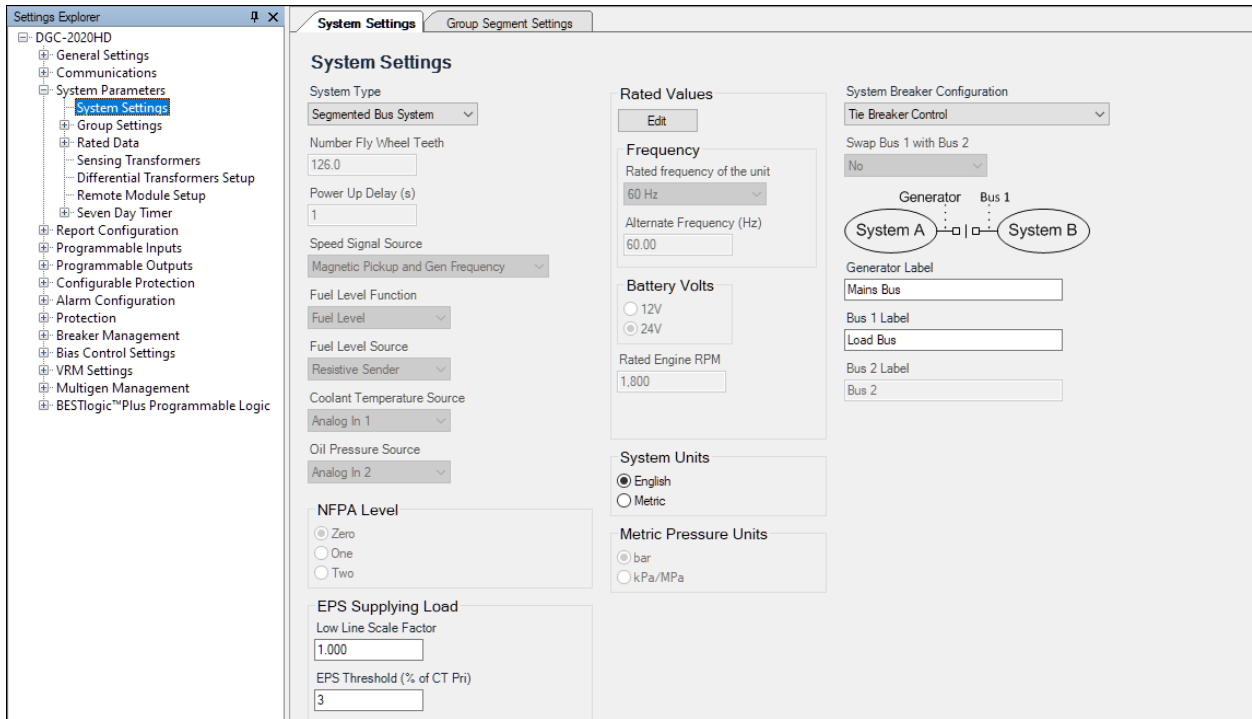 Settings Explorer
DGC-2020HD
General Settings
Communications
System Parameters
System Settings
Group Settings
Rated Data
Sensing Transformers
Differential Transformers Setup
Remote Module Setup
Seven Day Timer
Report Configuration
Programmable Inputs
Programmable Outputs
Configurable Protection
Alarm Configuration
Protection
Breaker Management
Bias Control Settings
VRM Settings
Multigen Management
BESTlogic™Plus Programmable Logic
System Settings
Group Segment Settings
System Settings
System Type
Segmented Bus System
Number Fly Wheel Teeth
126.0
Power Up Delay (s)
1
Speed Signal Source
Magnetic Pickup and Gen Frequency
Fuel Level Function
Fuel Level
Fuel Level Source
Resistive Sender
Coolant Temperature Source
Analog In 1
Oil Pressure Source
Analog In 2
NFPA Level
Zero
One
Two
EPS Supplying Load
Low Line Scale Factor
1.000
EPS Threshold (% of CT Pri)
3
Rated Values
Edit
Frequency
Rated frequency of the unit
60 Hz
Alternate Frequency (Hz)
60.00
Battery Volts
12V
24V
Rated Engine RPM
1,800
System Units
English
Metric
Metric Pressure Units
bar
kPa/MPa
System Breaker Configuration
Tie Breaker Control
Swap Bus 1 with Bus 2
No
Generator Bus 1
System A System B
Generator Label
Mains Bus
Bus 1 Label
Load Bus
Bus 2 Label
Bus 2